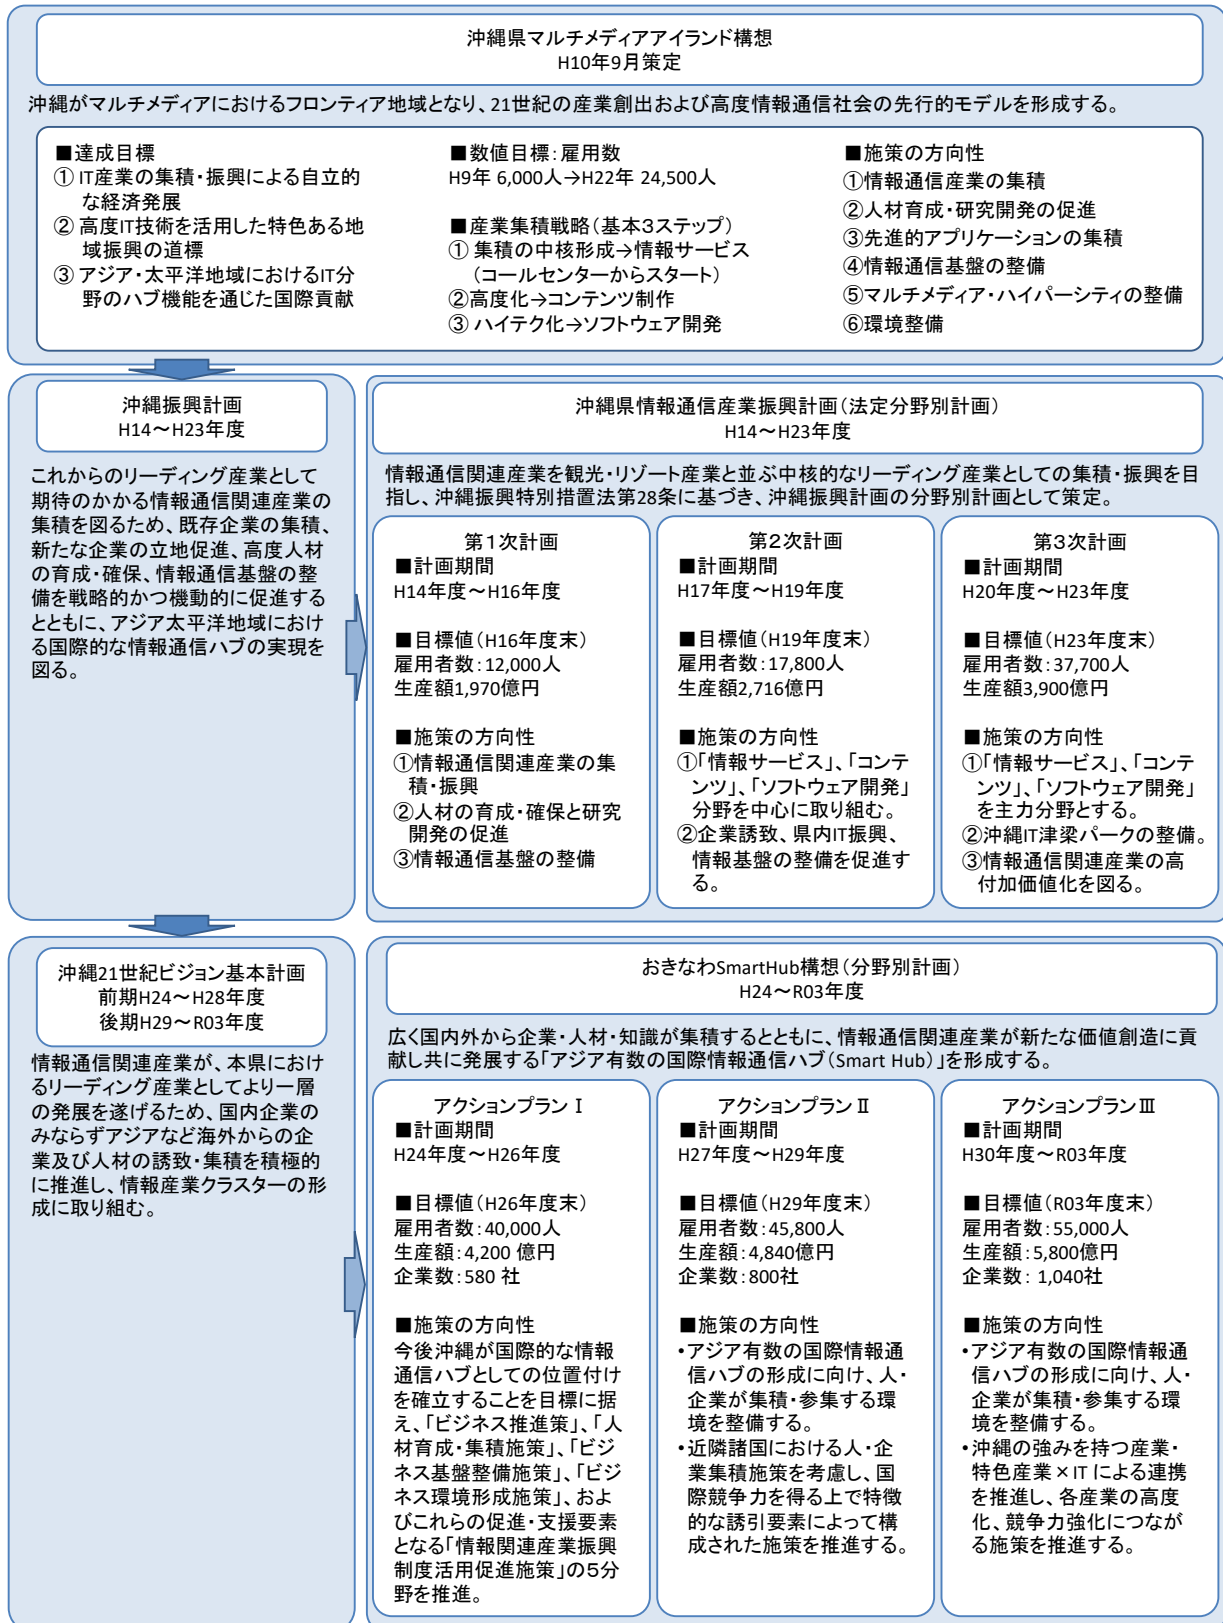 沖縄県マルチメディアアイランド構想
H10年9月策定
沖縄がマルチメディアにおけるフロンティア地域となり、21世紀の産業創出および高度情報通信社会の先行的モデルを形成する。
■達成目標
① IT産業の集積・振興による自立的
な経済発展
② 高度IT技術を活用した特色ある地
域振興の道標
③ アジア・太平洋地域におけるIT分
野のハブ機能を通じた国際貢献
■数値目標：雇用数
H9年 6,000人→H22年 24,500人
■産業集積戦略（基本3ステップ）
① 集積の中核形成→情報サービス
（コールセンターからスタート）
②高度化→コンテンツ制作
③ ハイテク化→ソフトウェア開発
■施策の方向性
①情報通信産業の集積
②人材育成・研究開発の促進
③先進的アプリケーションの集積
④情報通信基盤の整備
⑤マルチメディア・ハイパーシティの整備
⑥環境整備
沖縄振興計画
H14～H23年度
これからのリーディング産業として
期待のかかる情報通信関連産業の
集積を図るため、既存企業の集積、
新たな企業の立地促進、高度人材
の育成・確保、情報通信基盤の整
備を戦略的かつ機動的に促進する
とともに、アジア太平洋地域におけ
る国際的な情報通信ハブの実現を
図る。
沖縄県情報通信産業振興計画（法定分野別計画）
H14～H23年度
情報通信関連産業を観光・リゾート産業と並ぶ中核的なリーディング産業としての集積・振興を目
指し、沖縄振興特別措置法第28条に基づき、沖縄振興計画の分野別計画として策定。
第１次計画
■計画期間
H14年度～H16年度
■目標値（H16年度末）
雇用者数：12,000人
生産額1,970億円
■施策の方向性
①情報通信関連産業の集
積・振興
②人材の育成・確保と研究
開発の促進
③情報通信基盤の整備
第２次計画
■計画期間
H17年度～H19年度
■目標値（H19年度末）
雇用者数：17,800人
生産額2,716億円
■施策の方向性
①「情報サービス」、「コンテ
ンツ」、「ソフトウェア開発」
分野を中心に取り組む。
②企業誘致、県内IT振興、
情報基盤の整備を促進す
る。
第３次計画
■計画期間
H20年度～H23年度
■目標値（H23年度末）
雇用者数：37,700人
生産額3,900億円
■施策の方向性
①「情報サービス」、「コンテ
ンツ」、「ソフトウェア開発」
を主力分野とする。
②沖縄IT津梁パークの整備。
③情報通信関連産業の高
付加価値化を図る。
沖縄21世紀ビジョン基本計画
前期H24～H28年度
後期H29～R03年度
情報通信関連産業が、本県におけ
るリーディング産業としてより一層
の発展を遂げるため、国内企業の
みならずアジアなど海外からの企
業及び人材の誘致・集積を積極的
に推進し、情報産業クラスターの形
成に取り組む。
おきなわSmartHub構想（分野別計画）
H24～R03年度
広く国内外から企業・人材・知識が集積するとともに、情報通信関連産業が新たな価値創造に貢
献し共に発展する「アジア有数の国際情報通信ハブ（Smart Hub）」を形成する。
アクションプラン Ⅰ
■計画期間
H24年度～H26年度
■目標値（H26年度末）
雇用者数：40,000人
生産額：4,200 億円
企業数：580 社
■施策の方向性
今後沖縄が国際的な情報
通信ハブとしての位置付け
を確立することを目標に据
え、「ビジネス推進策」、「人
材育成・集積施策」、「ビジ
ネス基盤整備施策」、「ビジ
ネス環境形成施策」、およ
びこれらの促進・支援要素
となる「情報関連産業振興
制度活用促進施策」の５分
野を推進。
アクションプラン Ⅱ
■計画期間
H27年度～H29年度
■目標値（H29年度末）
雇用者数：45,800人
生産額：4,840億円
企業数：800社
■施策の方向性
・アジア有数の国際情報通
信ハブの形成に向け、人・
企業が集積・参集する環
境を整備する。
・近隣諸国における人・企
業集積施策を考慮し、国
際競争力を得る上で特徴
的な誘引要素によって構
成された施策を推進する。
アクションプラン Ⅲ
■計画期間
H30年度～R03年度
■目標値（R03年度末）
雇用者数：55,000人
生産額：5,800億円
企業数： 1,040社
■施策の方向性
・アジア有数の国際情報通
信ハブの形成に向け、人・
企業が集積・参集する環
境を整備する。
・沖縄の強みを持つ産業・
特色産業×IT による連携
を推進し、各産業の高度
化、競争力強化につなが
る施策を推進する。